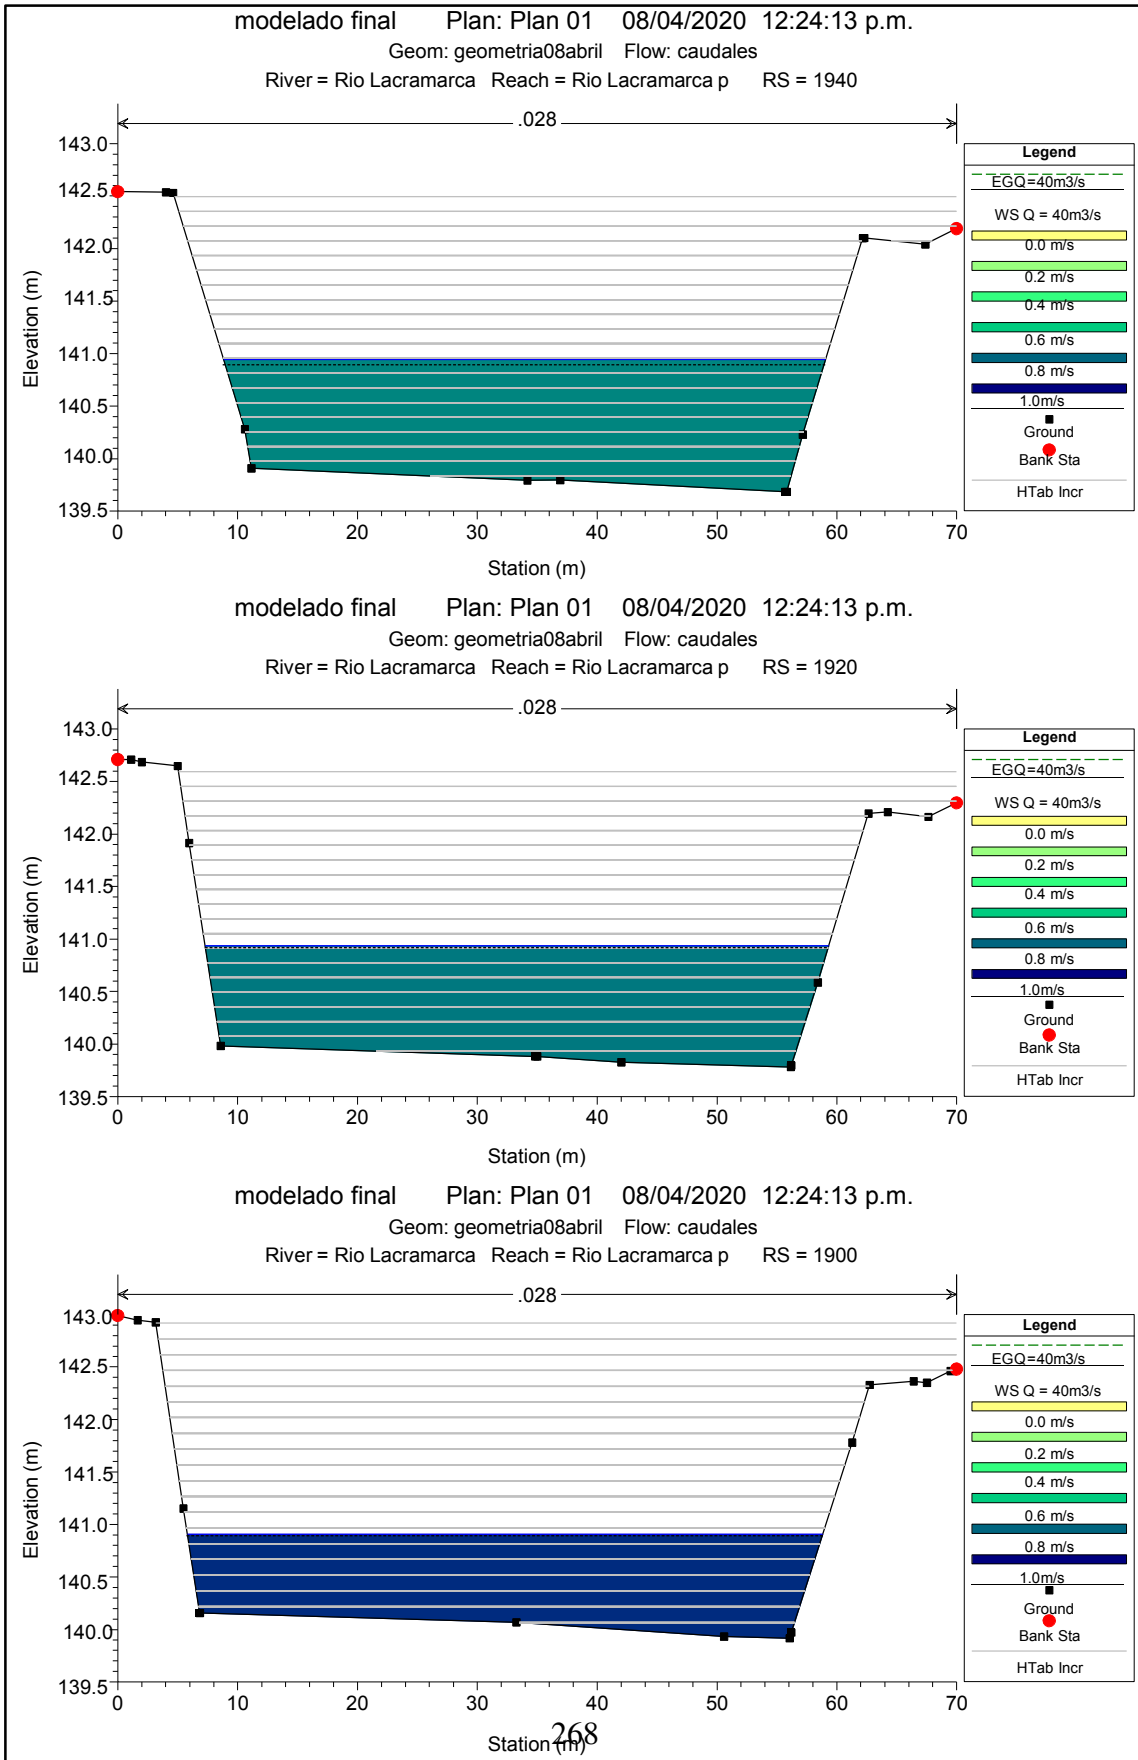 modelado final Plan: Plan 01 08/04/2020 12:24:13 p.m.
Geom: geometria08abril Flow: caudales
River = Rio Lacramarca Reach = Rio Lacramarca p RS = 1940
.028
143.0
142.5
142.0
141.5
141.0
140.5
140.0
139.5
Elevation (m)
0 10 20 30 40 50 60 70
Station (m)
Legend
EGQ=40m3/s
WS Q = 40m3/s
0.0 m/s
0.2 m/s
0.4 m/s
0.6 m/s
0.8 m/s
1.0m/s
Ground
Bank Sta
HTab Incr
modelado final Plan: Plan 01 08/04/2020 12:24:13 p.m.
Geom: geometria08abril Flow: caudales
River = Rio Lacramarca Reach = Rio Lacramarca p RS = 1920
.028
143.0
142.5
142.0
141.5
141.0
140.5
140.0
139.5
Elevation (m)
0 10 20 30 40 50 60 70
Station (m)
Legend
EGQ=40m3/s
WS Q = 40m3/s
0.0 m/s
0.2 m/s
0.4 m/s
0.6 m/s
0.8 m/s
1.0m/s
Ground
Bank Sta
HTab Incr
modelado final Plan: Plan 01 08/04/2020 12:24:13 p.m.
Geom: geometria08abril Flow: caudales
River = Rio Lacramarca Reach = Rio Lacramarca p RS = 1900
.028
143.0
142.5
142.0
141.5
141.0
140.5
140.0
139.5
Elevation (m)
0 10 20 30 40 50 60 70
Station (m)
Legend
EGQ=40m3/s
WS Q = 40m3/s
0.0 m/s
0.2 m/s
0.4 m/s
0.6 m/s
0.8 m/s
1.0m/s
Ground
Bank Sta
HTab Incr
268